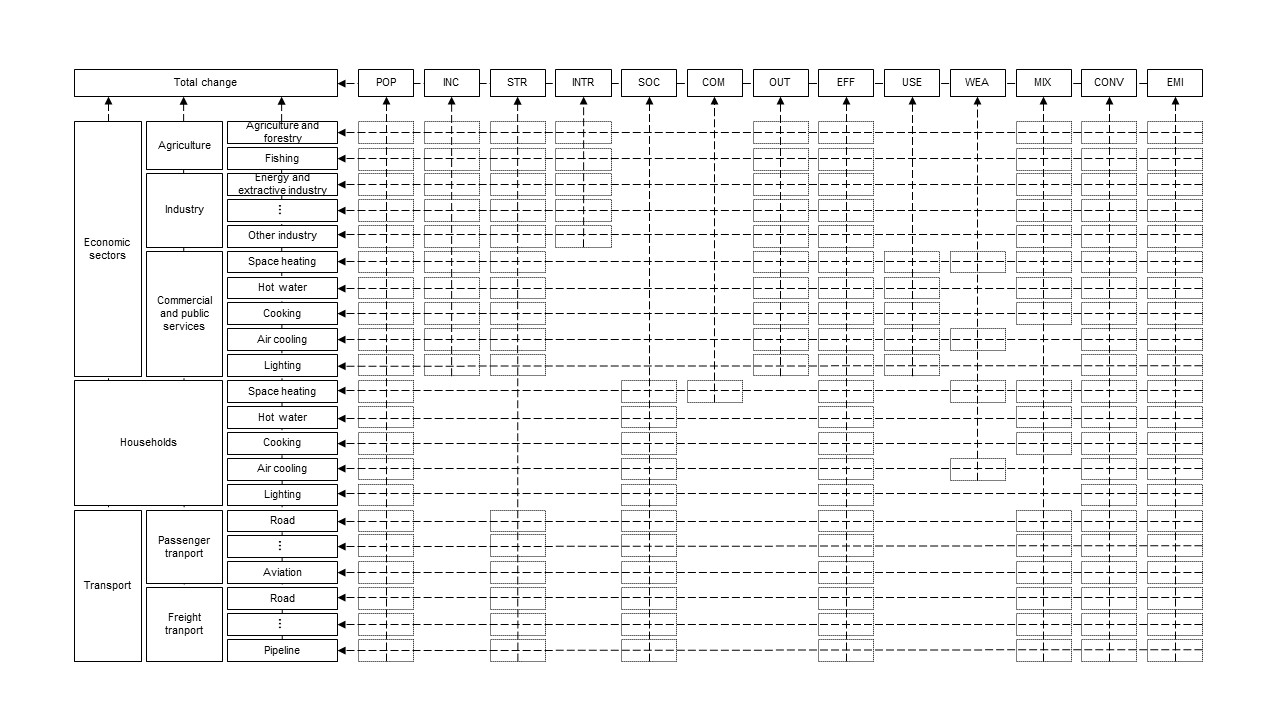 Total change POP INC STR INTR SOC COM OUT EFF USE WEA MIX CONV EMI
Economic
sectors
Agriculture
Agriculture and
forestry
Fishing
Industry
Energy and
extractive industry
⋮
Other industry
Commercial
and public
services
Space heating
Hot water
Cooking
Air cooling
Lighting
Households
Space heating
Hot water
Cooking
Air cooling
Lighting
Transport
Passenger
tranport
Road
⋮
Aviation
Freight
tranport
Road
⋮
Pipeline